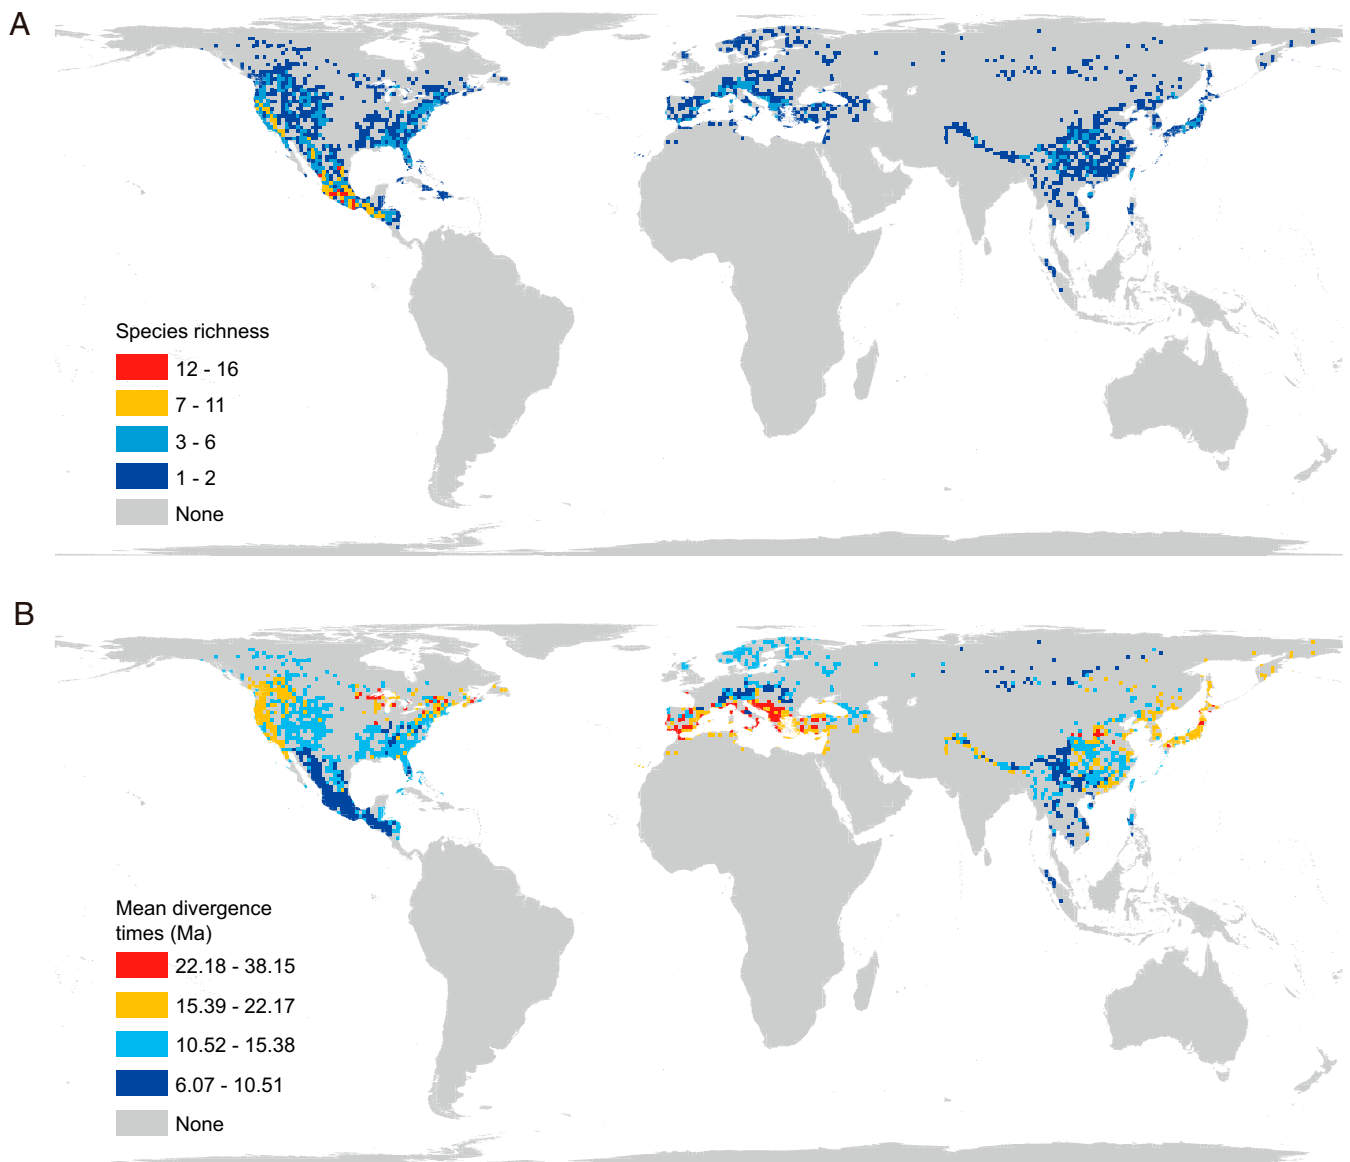 A
Species richness
12 - 16
7 - 11
3 - 6
1 - 2
None
B
Mean divergence
times (Ma)
22.18 - 38.15
15.39 - 22.17
10.52 - 15.38
6.07 - 10.51
None